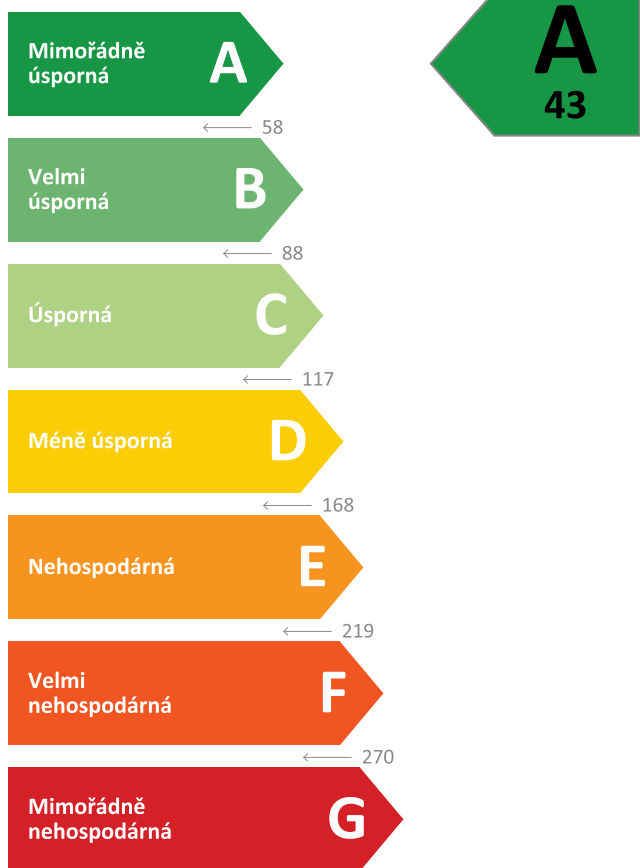 Mimořádně
úsporná
A
A
43
58
Velmi
úsporná
B
88
Úsporná
C
117
Méně úsporná
D
168
Nehospodárná
E
219
Velmi
nehospodárná
F
270
Mimořádně
nehospodárná
G